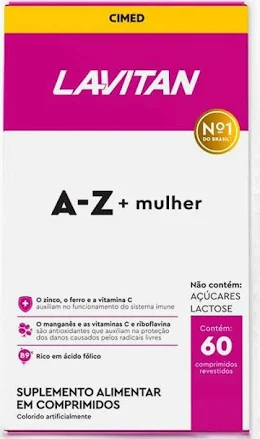 CIMED
LAVITAN
Nº1
DO BRASIL
A-Z + mulher
Não contém:
AÇÚCARES
LACTOSE
O zinco, o ferro e a vitamina C
auxiliam no funcionamento do sistema imune
O manganês e as vitaminas C e riboflavina
são antioxidantes que auxiliam na proteção
dos danos causados pelos radicais livres
B9
Rico em ácido fólico
Contém:
60
comprimidos
revestidos
SUPLEMENTO ALIMENTAR
EM COMPRIMIDOS
Colorido artificialmente